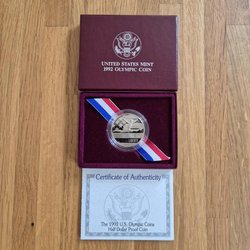 UNITED STATES MINT
1992 OLYMPIC COIN
Certificate of Authenticity
The 1992 U.S. Olympic Coins
Half Dollar Proof Coin